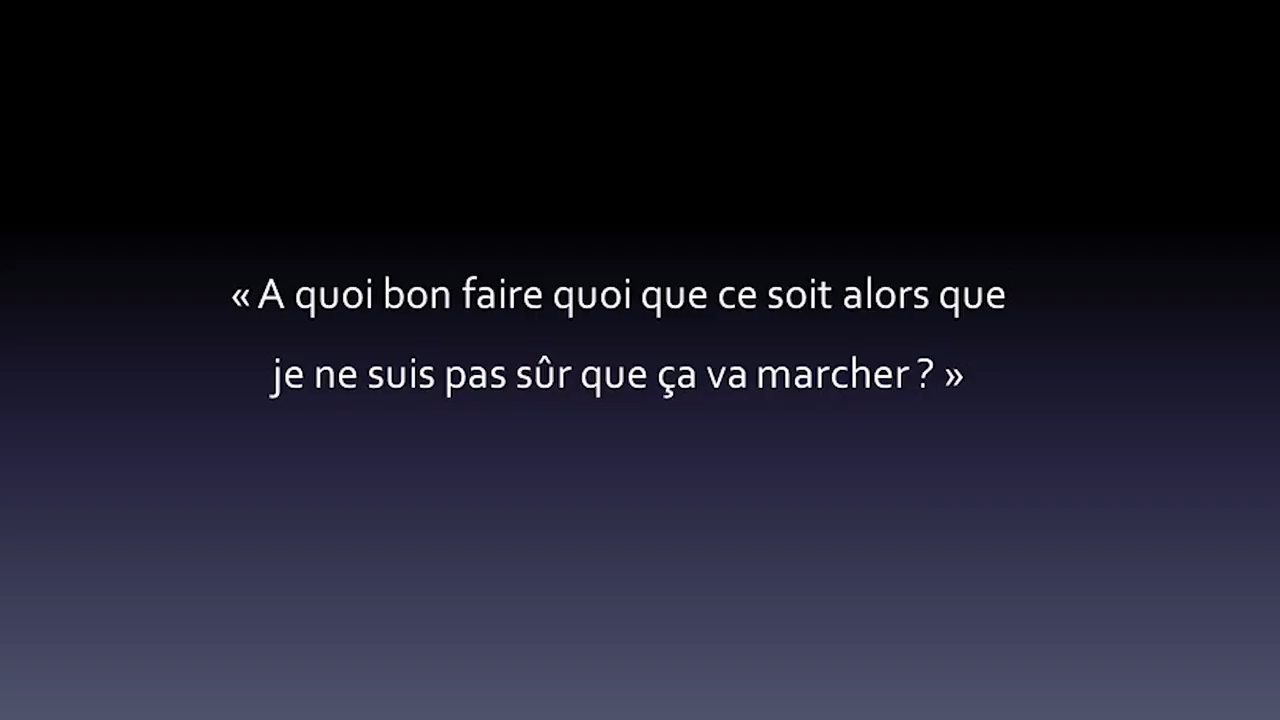 « A quoi bon faire quoi que ce soit alors que
je ne suis pas sûr que ça va marcher ? »